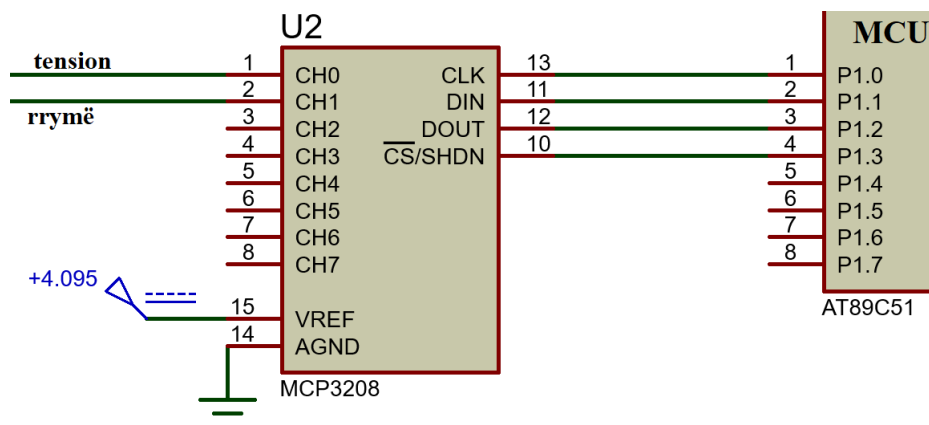 U2
MCU
tension
rrymë
1 CH0 CLK 13 1 P1.0
2 CH1 DIN 11 2 P1.1
3 CH2 DOUT 12 3 P1.2
4 CH3 CS/SHDN 10 4 P1.3
5 CH4 5 P1.4
6 CH5 6 P1.5
7 CH6 7 P1.6
8 CH7 8 P1.7
+4.095
15 VREF
14 AGND
AT89C51
MCP3208